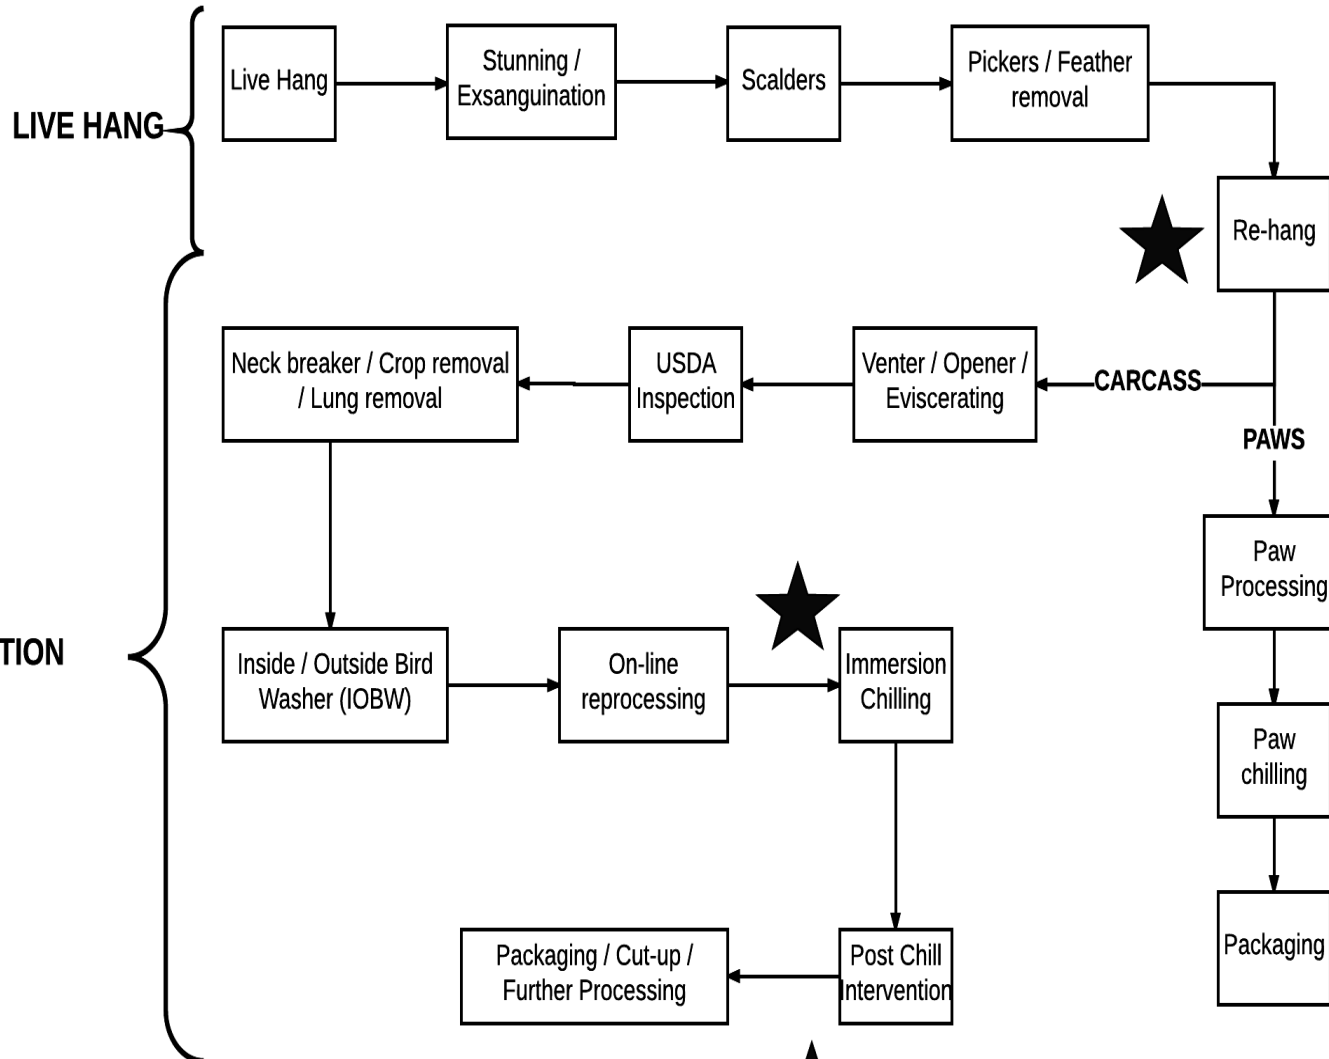 LIVE HANG
Live Hang
Stunning /
Exsanguination
Scalders
Pickers / Feather
removal
Re-hang
Neck breaker / Crop removal
/ Lung removal
USDA
Inspection
Venter / Opener /
Eviscerating
CARCASS
PAWS
Paw
Processing
TION
Inside / Outside Bird
Washer (IOBW)
On-line
reprocessing
Immersion
Chilling
Paw
chilling
Packaging / Cut-up /
Further Processing
Post Chill
Intervention
Packaging